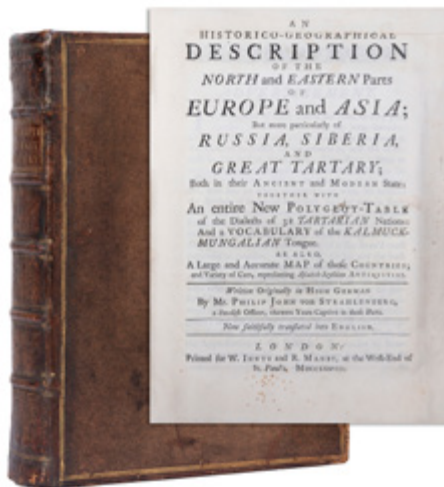 AN
HISTORICO-GEOGRAPHICAL
DESCRIPTION
OF THE
NORTH and EASTERN Parts
OF
EUROPE and ASIA;
But more particularly of
RUSSIA, SIBERIA,
AND
GREAT TARTARY;
Both in their ANCIENT and MODERN State:
TOGETHER WITH
An entire New POLYGLOT-TABLE
of the Dialects of 32 TARTARIAN Nations:
And a VOCABULARY of the KALMUCK-
MUNGALIAN Tongue.
AS ALSO,
A Large and Accurate MAP of those COUNTRIES;
and Variety of Cuts, representing Asiatick-Scythian ANTIQUITIES.
Written Originally in HIGH GERMAN
By Mr. PHILIP JOHN VON STRAHLENBERG,
a Swedish Officer, thirteen Years Captive in those Parts.
Now faithfully translated into ENGLISH.
LONDON:
Printed for W. INNYS and R. MANBY, at the West-End of
St. Paul's,